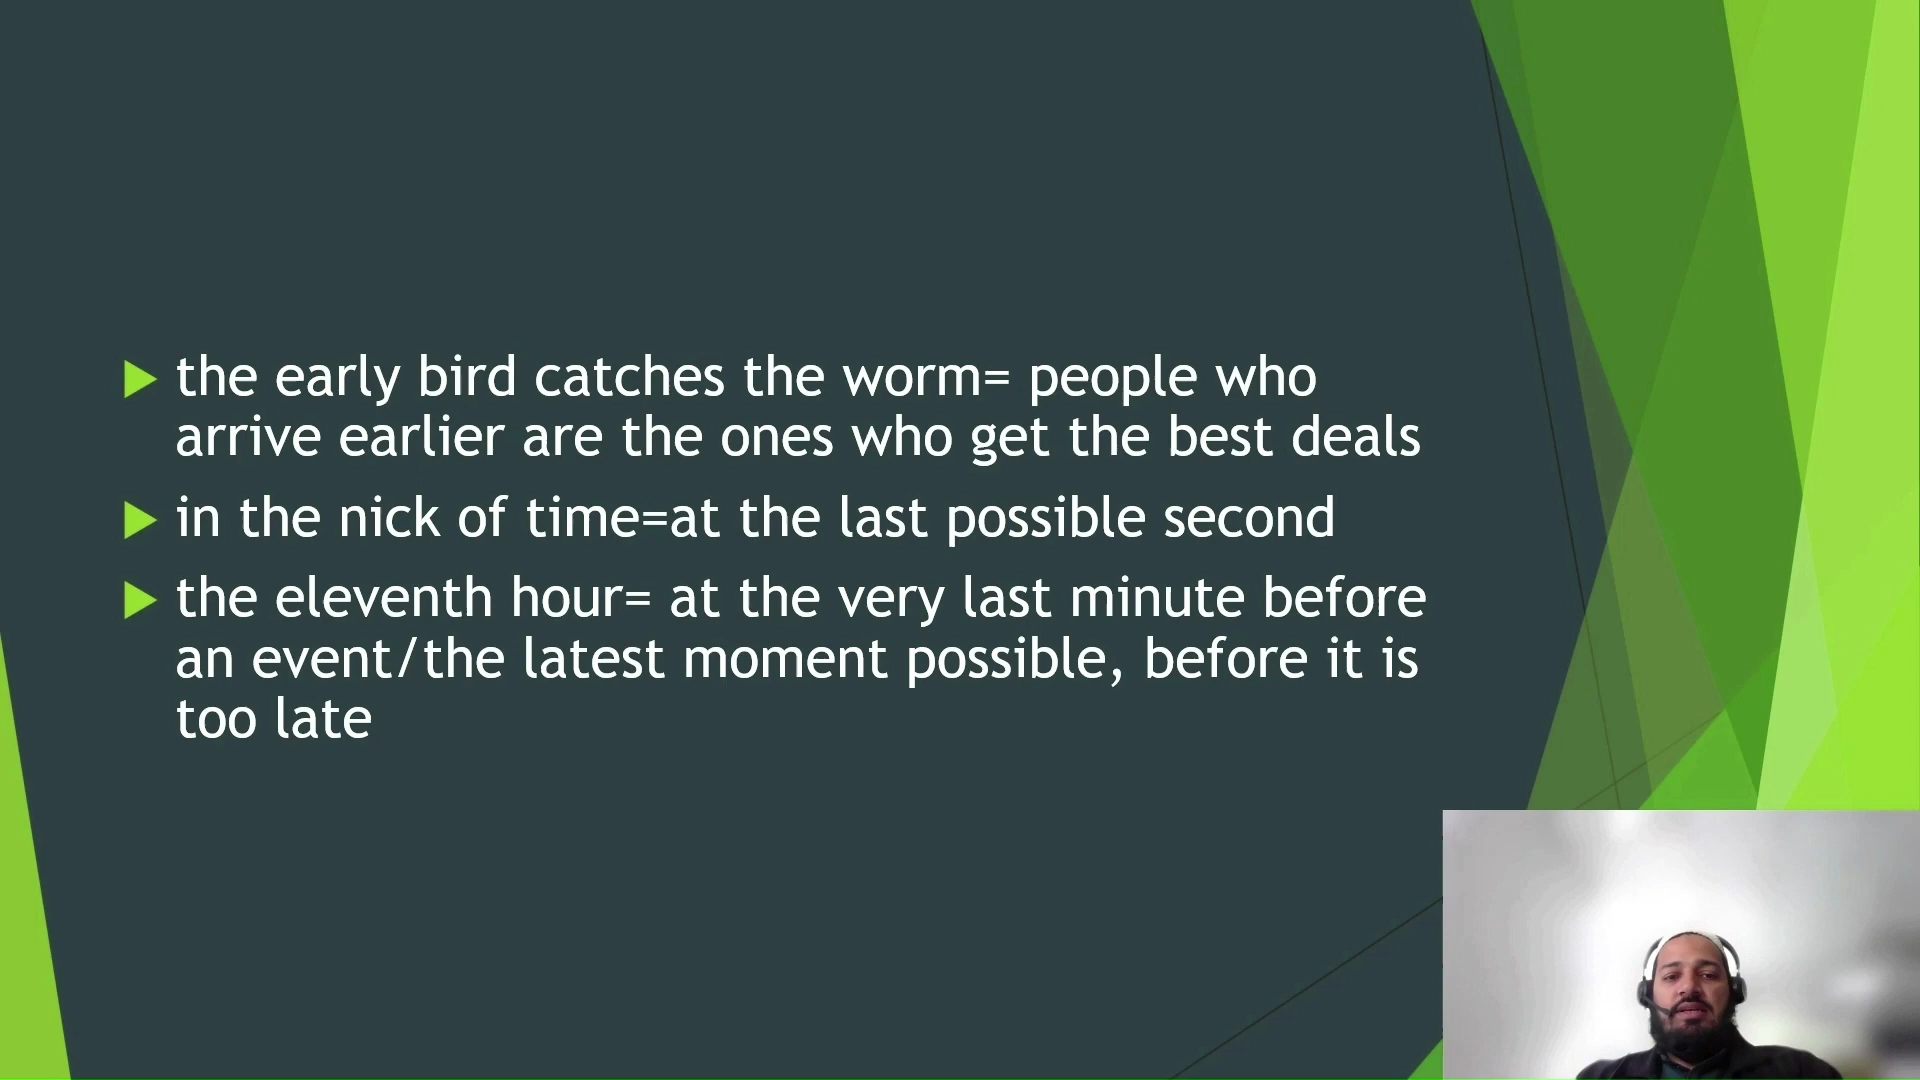 the early bird catches the worm= people who
arrive earlier are the ones who get the best deals
in the nick of time=at the last possible second
the eleventh hour= at the very last minute before
an event/the latest moment possible, before it is
too late